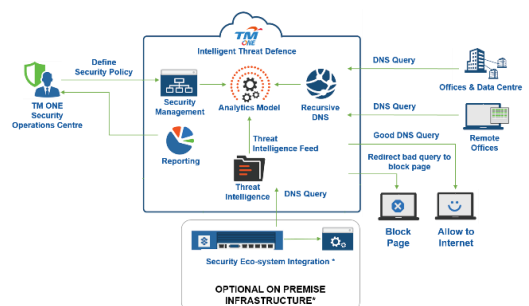 TM
ONE
Intelligent Threat Defence
Define
Security Policy
TM ONE
Security
Operations Centre
Security
Management
Analytics Model
Recursive
DNS
Reporting
Threat
Intelligence Feed
Threat
Intelligence
DNS Query
DNS Query
Offices & Data Centre
DNS Query
Remote
Offices
Good DNS Query
Redirect bad query to
block page
Block
Page
Allow to
Internet
Security Eco-system Integration *
OPTIONAL ON PREMISE
INFRASTRUCTURE*